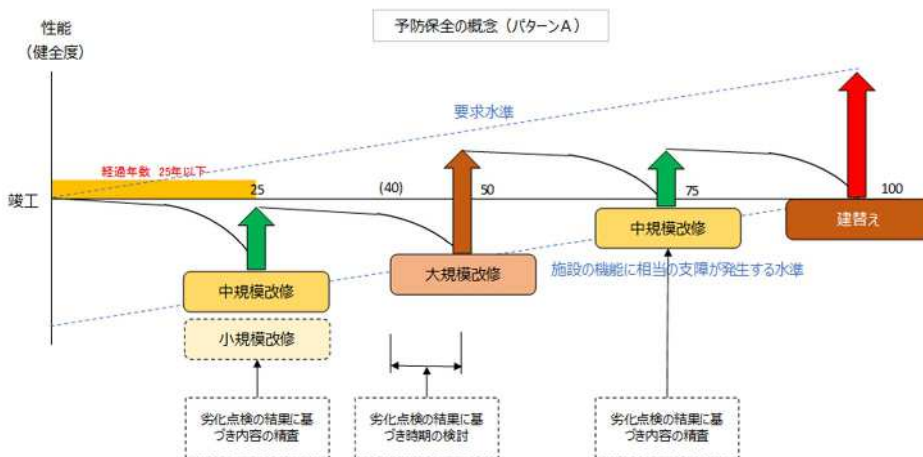 予防保全の概念（パターンA）
性能
（健全度）
要求水準
経過年数 25年以下
竣工
25
(40)
50
75
100
中規模改修
小規模改修
大規模改修
中規模改修
建替え
施設の機能に相当の支障が発生する水準
劣化点検の結果に基
づき内容の精査
劣化点検の結果に基
づき時期の検討
劣化点検の結果に基
づき内容の精査